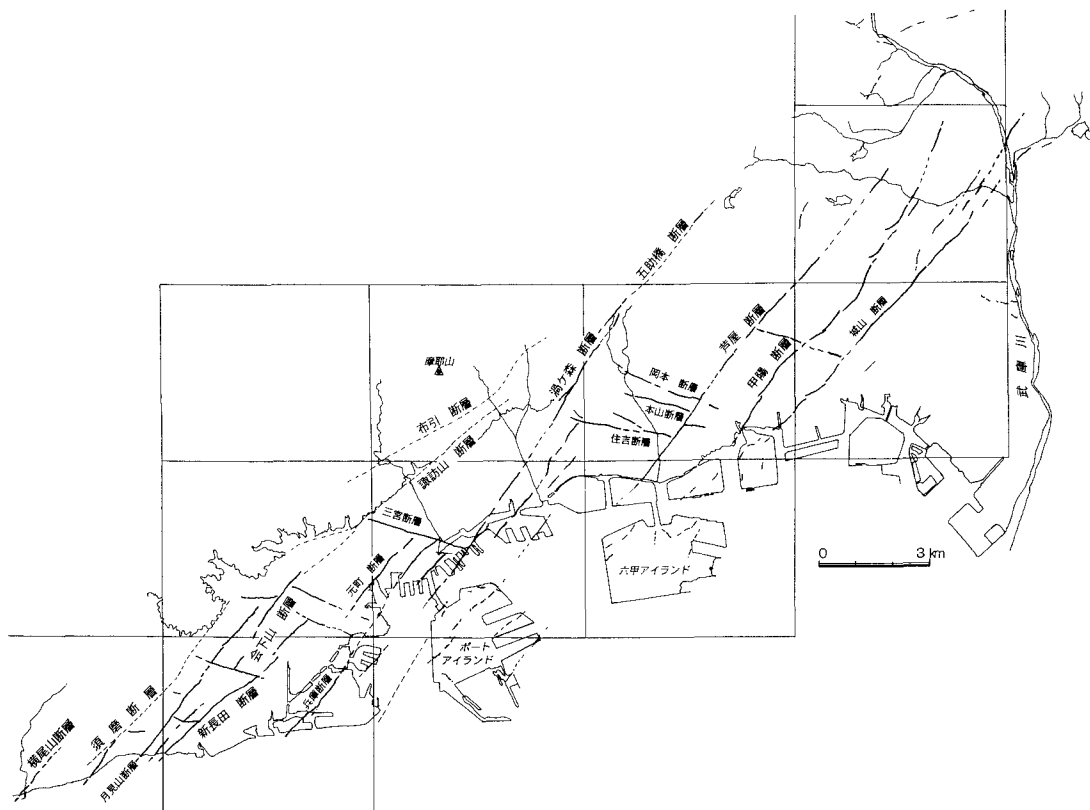 五助橋 断層
芦屋 断層
城山 断層
武庫川
摩耶山
渦ケ森 断層
岡本 断層
甲陽 断層
布引 断層
本山断層
住吉断層
諏訪山 断層
三宮断層
0 3 km
元町 断層
六甲アイランド
会下山 断層
ポート
アイランド
兵庫断層
新長田 断層
須磨断層
横尾山断層
月見山断層